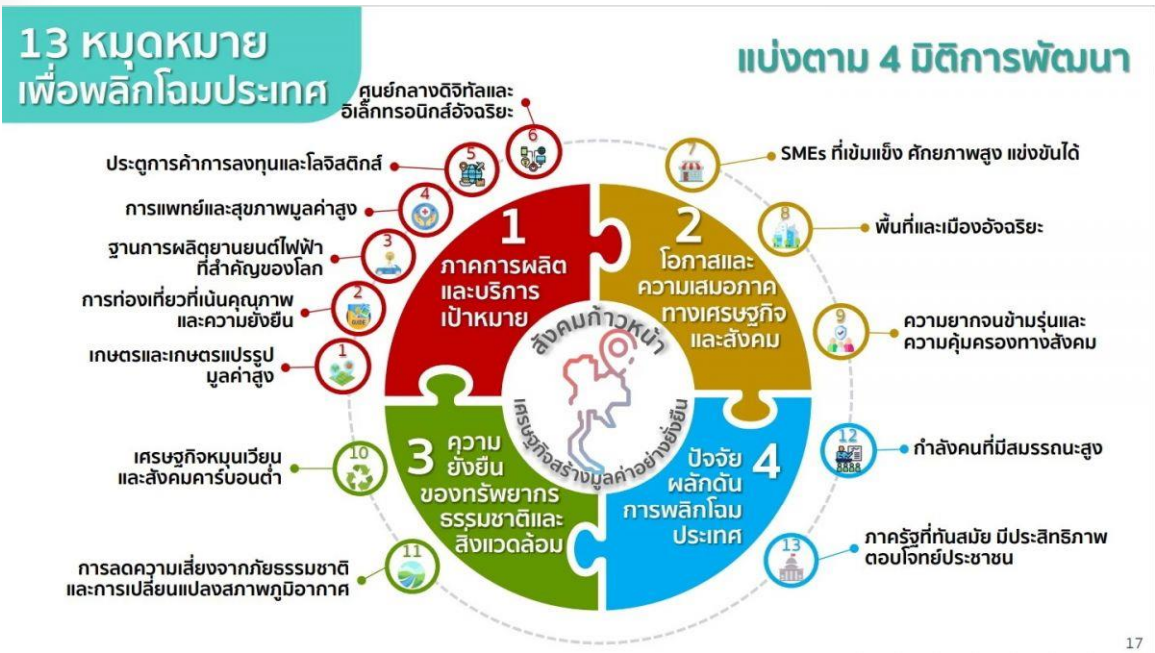 13 หมุดหมาย
เพื่อพลิกโฉมประเทศ
แบ่งตาม 4 มิติการพัฒนา
ศูนย์กลางดิจิทัลและ
อิเล็กทรอนิกส์อัจฉริยะ
6
ประตูการค้าการลงทุนและโลจิสติกส์
5
การแพทย์และสุขภาพมูลค่าสูง
4
ฐานการผลิตยานยนต์ไฟฟ้า
ที่สำคัญของโลก
3
การท่องเที่ยวที่เน้นคุณภาพ
และความยั่งยืน
2
GUIDE
เกษตรและเกษตรแปรรูป
มูลค่าสูง
1
1
ภาคการผลิต
และบริการ
เป้าหมาย
2
โอกาสและ
ความเสมอภาค
ทางเศรษฐกิจ
และสังคม
7
SMEs ที่เข้มแข็ง ศักยภาพสูง แข่งขันได้
8
พื้นที่และเมืองอัจฉริยะ
9
ความยากจนข้ามรุ่นและ
ความคุ้มครองทางสังคม
สังคมก้าวหน้า
เศรษฐกิจสร้างมูลค่าอย่างยั่งยืน
3
ความ
ยั่งยืน
ของทรัพยากร
ธรรมชาติและ
สิ่งแวดล้อม
10
เศรษฐกิจหมุนเวียน
และสังคมคาร์บอนต่ำ
11
การลดความเสี่ยงจากภัยธรรมชาติ
และการเปลี่ยนแปลงสภาพภูมิอากาศ
4
ปัจจัย
ผลักดัน
การพลิกโฉม
ประเทศ
12
กำลังคนที่มีสมรรถนะสูง
13
ภาครัฐที่ทันสมัย มีประสิทธิภาพ
ตอบโจทย์ประชาชน
17